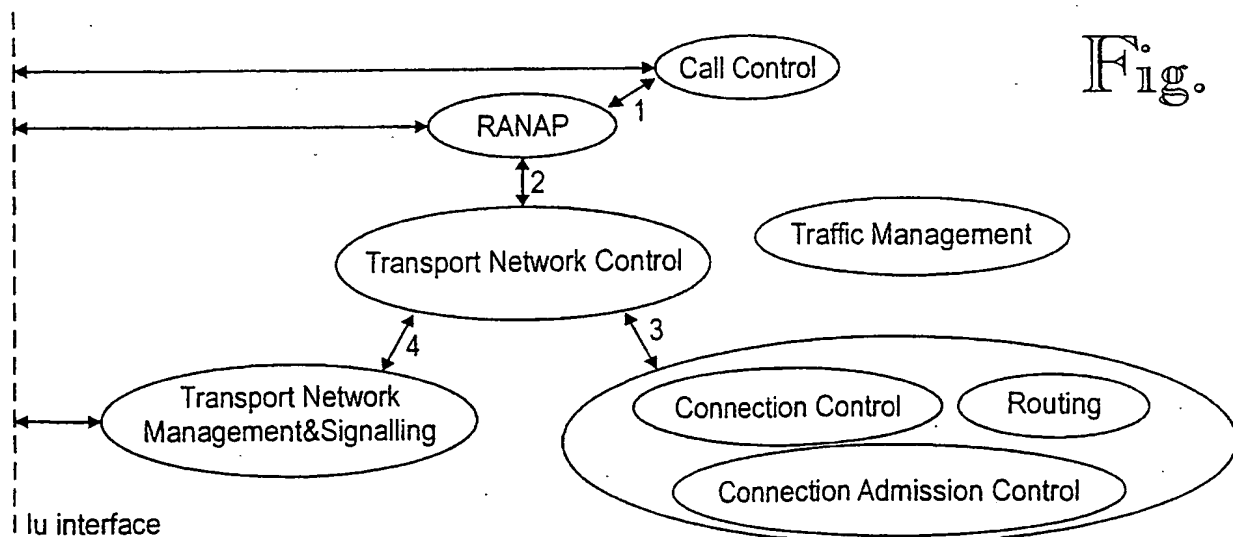 Fig.
Call Control
1
RANAP
2
Traffic Management
Transport Network Control
3
4
Transport Network
Management&Signalling
Connection Control
Routing
Connection Admission Control
Iu interface